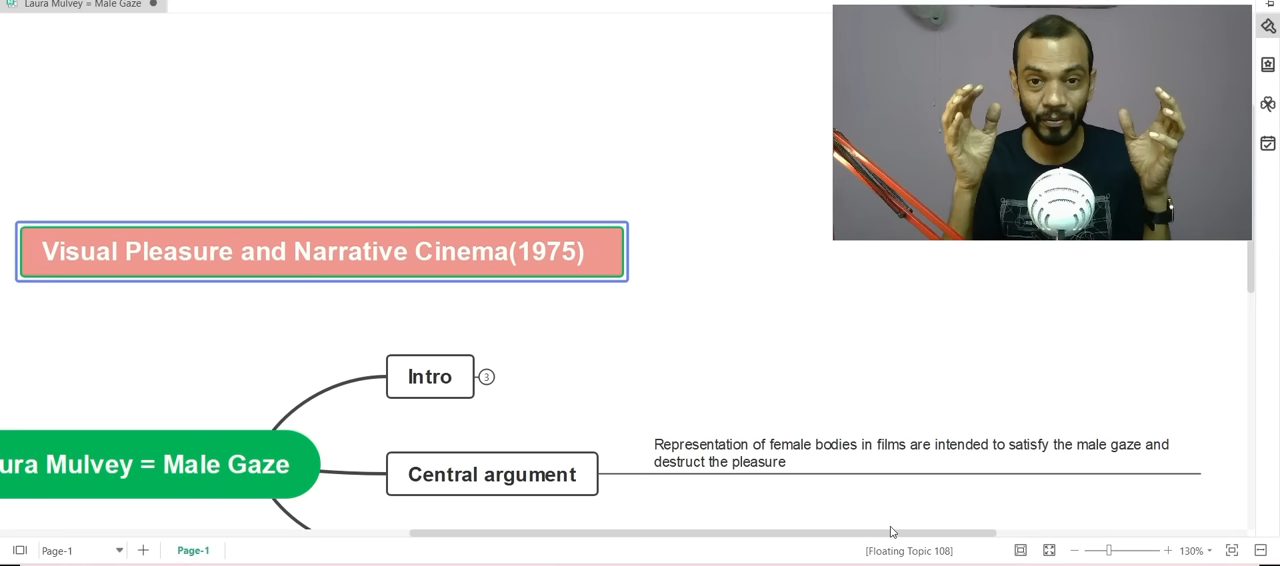 Laura Mulvey = Male Gaze
Visual Pleasure and Narrative Cinema(1975)
Intro
3
ura Mulvey = Male Gaze
Representation of female bodies in films are intended to satisfy the male gaze and
destruct the pleasure
Central argument
Page-1
Page-1
[Floating Topic 108]
130%